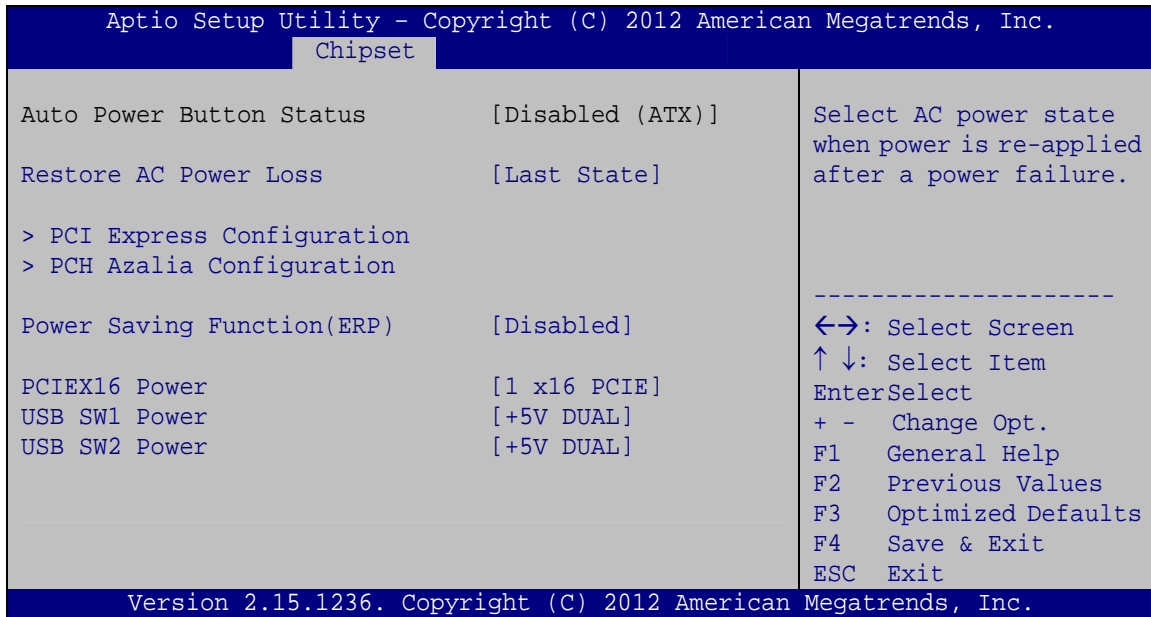 Aptio Setup Utility – Copyright (C) 2012 American Megatrends, Inc.
Chipset
Auto Power Button Status [Disabled (ATX)]
Restore AC Power Loss [Last State]
> PCI Express Configuration
> PCH Azalia Configuration
Power Saving Function(ERP) [Disabled]
PCIEX16 Power [1 x16 PCIE]
USB SW1 Power [+5V DUAL]
USB SW2 Power [+5V DUAL]
Select AC power state
when power is re-applied
after a power failure.
---------------------
←→: Select Screen
↑ ↓: Select Item
EnterSelect
+ - Change Opt.
F1 General Help
F2 Previous Values
F3 Optimized Defaults
F4 Save & Exit
ESC Exit
Version 2.15.1236. Copyright (C) 2012 American Megatrends, Inc.